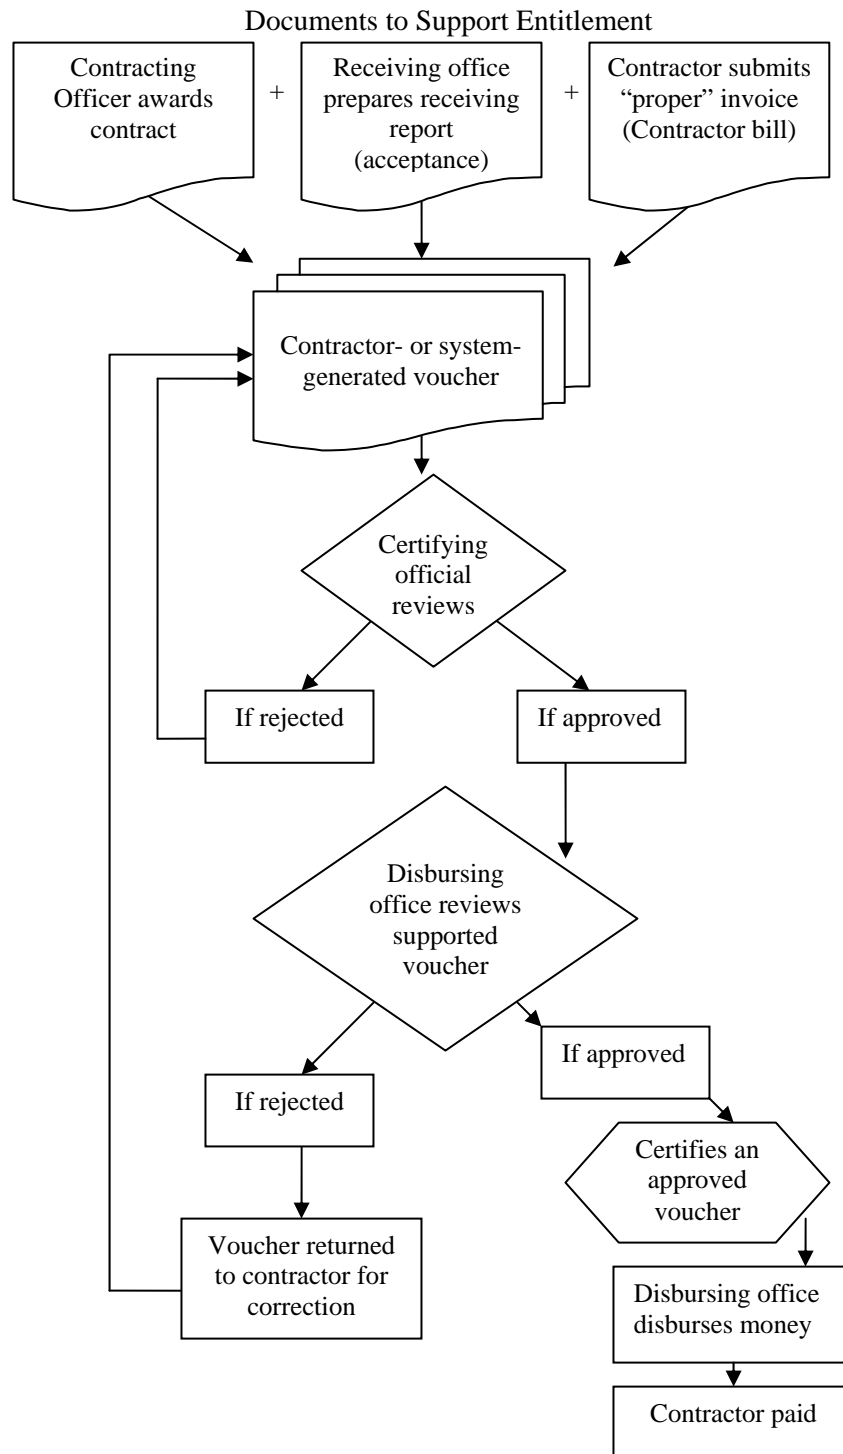 Documents to Support Entitlement
Contracting
Officer awards
contract
+
Receiving office
prepares receiving
report
(acceptance)
+
Contractor submits
“proper” invoice
(Contractor bill)
Contractor- or system-
generated voucher
Certifying
official
reviews
If rejected
If approved
Disbursing
office reviews
supported
voucher
If approved
If rejected
Certifies an
approved
voucher
Voucher returned
to contractor for
correction
Disbursing office
disburses money
Contractor paid